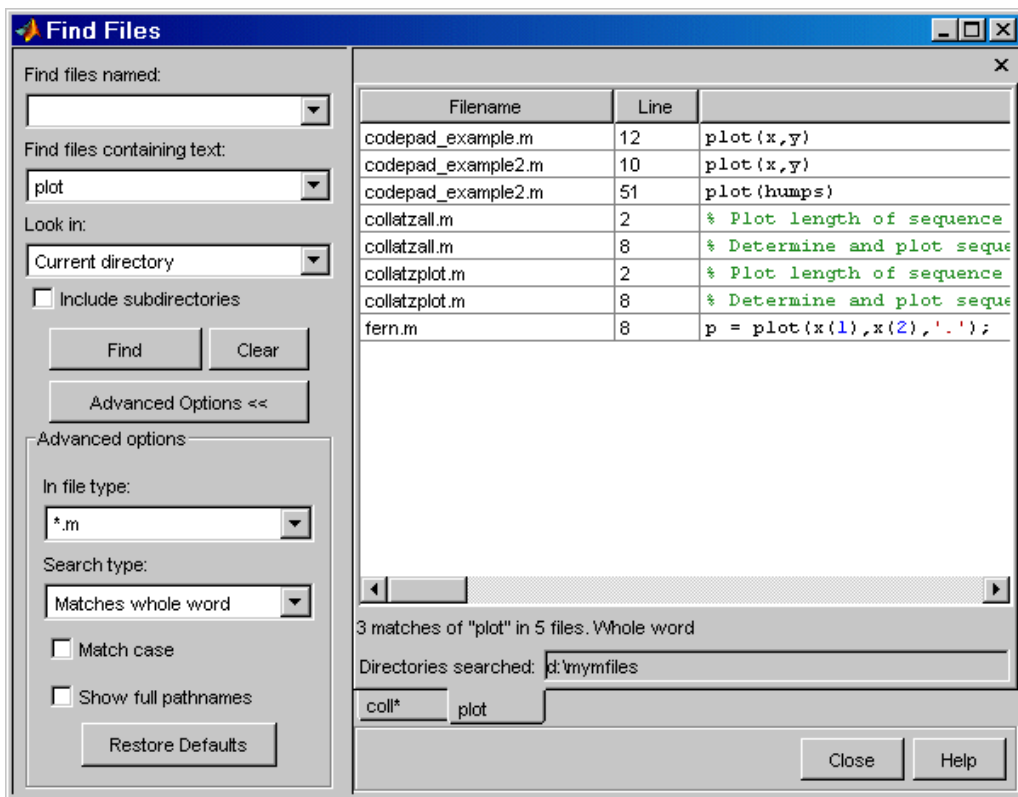 Find Files
Find files named:
Find files containing text:
plot
Look in:
Current directory
Include subdirectories
Find
Clear
Advanced Options <<
Advanced options
In file type:
*.m
Search type:
Matches whole word
Match case
Show full pathnames
Restore Defaults
Filename Line
codepad_example.m 12 plot(x,y)
codepad_example2.m 10 plot(x,y)
codepad_example2.m 51 plot(humps)
collatzall.m 2 % Plot length of sequence
collatzall.m 8 % Determine and plot seque
collatzplot.m 2 % Plot length of sequence
collatzplot.m 8 % Determine and plot seque
fern.m 8 p = plot(x(1),x(2),'.');
3 matches of "plot" in 5 files. Whole word
Directories searched: d:\mymfiles
coll* plot
Close Help